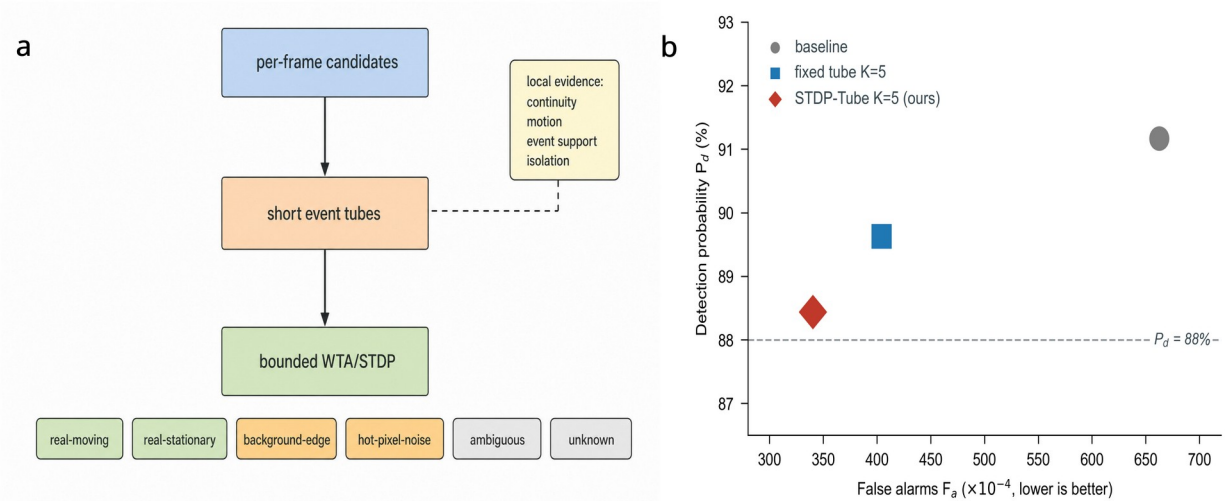 a
per-frame candidates
local evidence:
continuity
motion
event support
isolation
short event tubes
bounded WTA/STDP
real-moving
real-stationary
background-edge
hot-pixel-noise
ambiguous
unknown
b
baseline
fixed tube K=5
STDP-Tube K=5 (ours)
Detection probability P_d (%)
93
92
91
90
89
88
87
P_d = 88%
300 350 400 450 500 550 600 650 700
False alarms F_a (×10⁻⁴, lower is better)